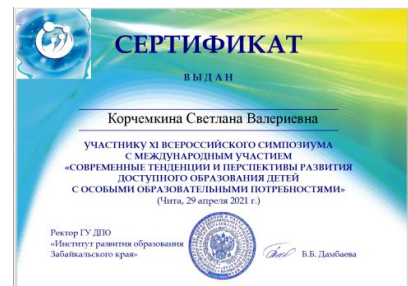 СЕРТИФИКАТ
ВЫДАН
Корчемкина Светлана Валериевна
УЧАСТНИКУ XI ВСЕРОССИЙСКОГО СИМПОЗИУМА
С МЕЖДУНАРОДНЫМ УЧАСТИЕМ
«СОВРЕМЕННЫЕ ТЕНДЕНЦИИ И ПЕРСПЕКТИВЫ РАЗВИТИЯ
ДОСТУПНОГО ОБРАЗОВАНИЯ ДЕТЕЙ
С ОСОБЫМИ ОБРАЗОВАТЕЛЬНЫМИ ПОТРЕБНОСТЯМИ»
(Чита, 29 апреля 2021 г.)
Ректор ГУ ДПО
«Институт развития образования
Забайкальского края»
Б.Б. Дамбаева